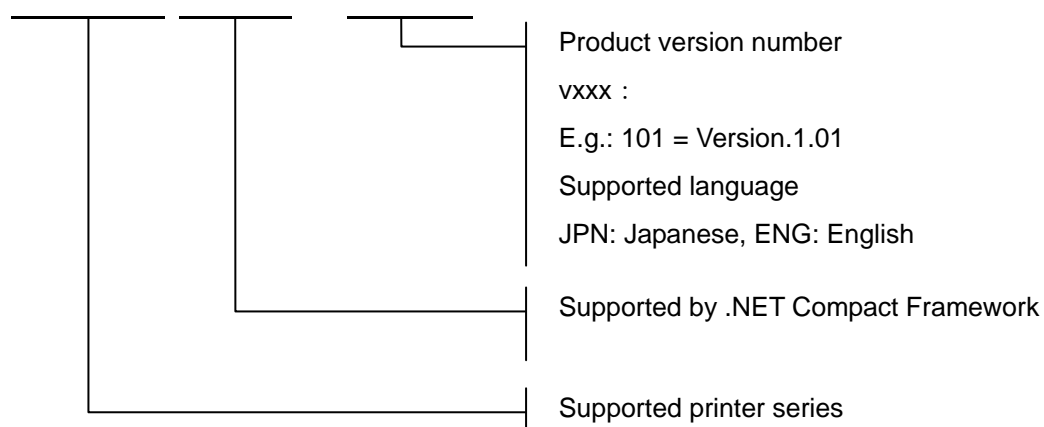 Product version number
vxxx :
E.g.: 101 = Version.1.01
Supported language
JPN: Japanese, ENG: English
Supported by .NET Compact Framework
Supported printer series